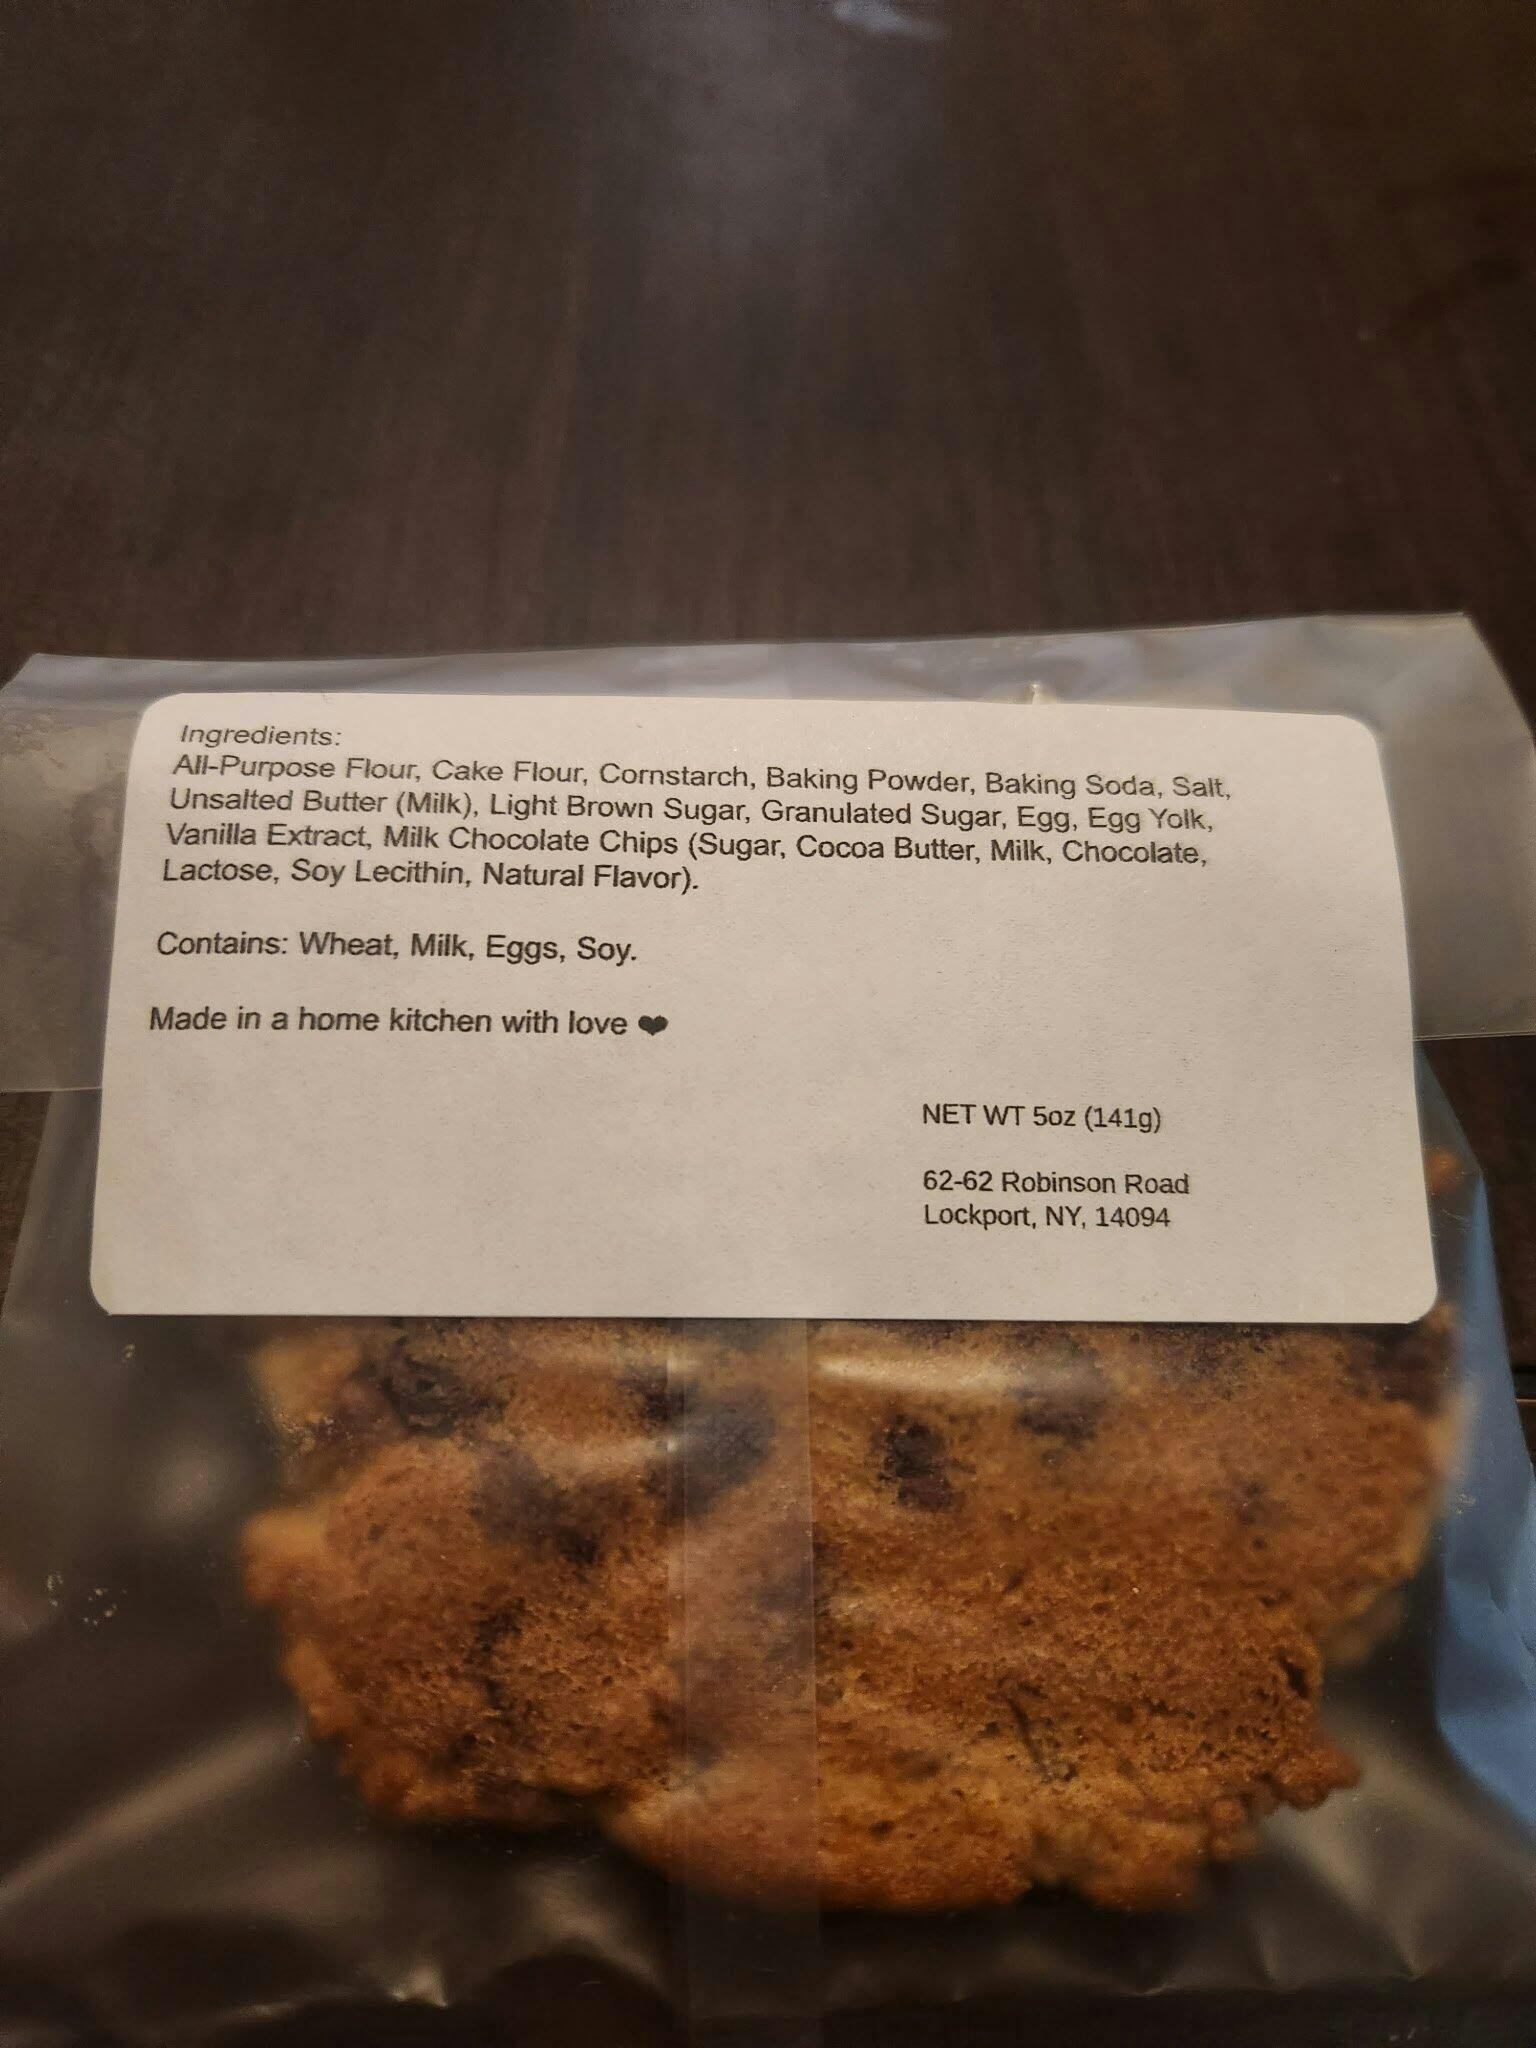 Ingredients:
All-Purpose Flour, Cake Flour, Cornstarch, Baking Powder, Baking Soda, Salt,
Unsalted Butter (Milk), Light Brown Sugar, Granulated Sugar, Egg, Egg Yolk,
Vanilla Extract, Milk Chocolate Chips (Sugar, Cocoa Butter, Milk, Chocolate,
Lactose, Soy Lecithin, Natural Flavor).
Contains: Wheat, Milk, Eggs, Soy.
Made in a home kitchen with love ❤
NET WT 5oz (141g)
62-62 Robinson Road
Lockport, NY, 14094